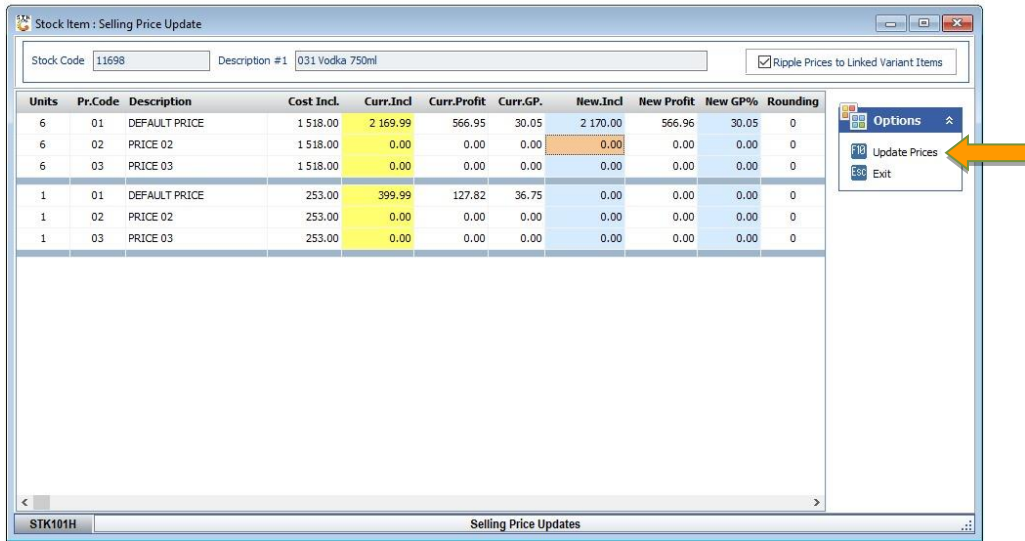 Stock Item : Selling Price Update
Stock Code 11698 Description #1 031 Vodka 750ml Ripple Prices to Linked Variant Items
Units Pr.Code Description Cost Incl. Curr.Incl Curr.Profit Curr.GP. New.Incl New Profit New GP% Rounding
6 01 DEFAULT PRICE 1 518.00 2 169.99 566.95 30.05 2 170.00 566.96 30.05 0
6 02 PRICE 02 1 518.00 0.00 0.00 0.00 0.00 0.00 0.00 0
6 03 PRICE 03 1 518.00 0.00 0.00 0.00 0.00 0.00 0.00 0
1 01 DEFAULT PRICE 253.00 399.99 127.82 36.75 0.00 0.00 0.00 0
1 02 PRICE 02 253.00 0.00 0.00 0.00 0.00 0.00 0.00 0
1 03 PRICE 03 253.00 0.00 0.00 0.00 0.00 0.00 0.00 0
Options
F10 Update Prices
Esc Exit
STK101H Selling Price Updates